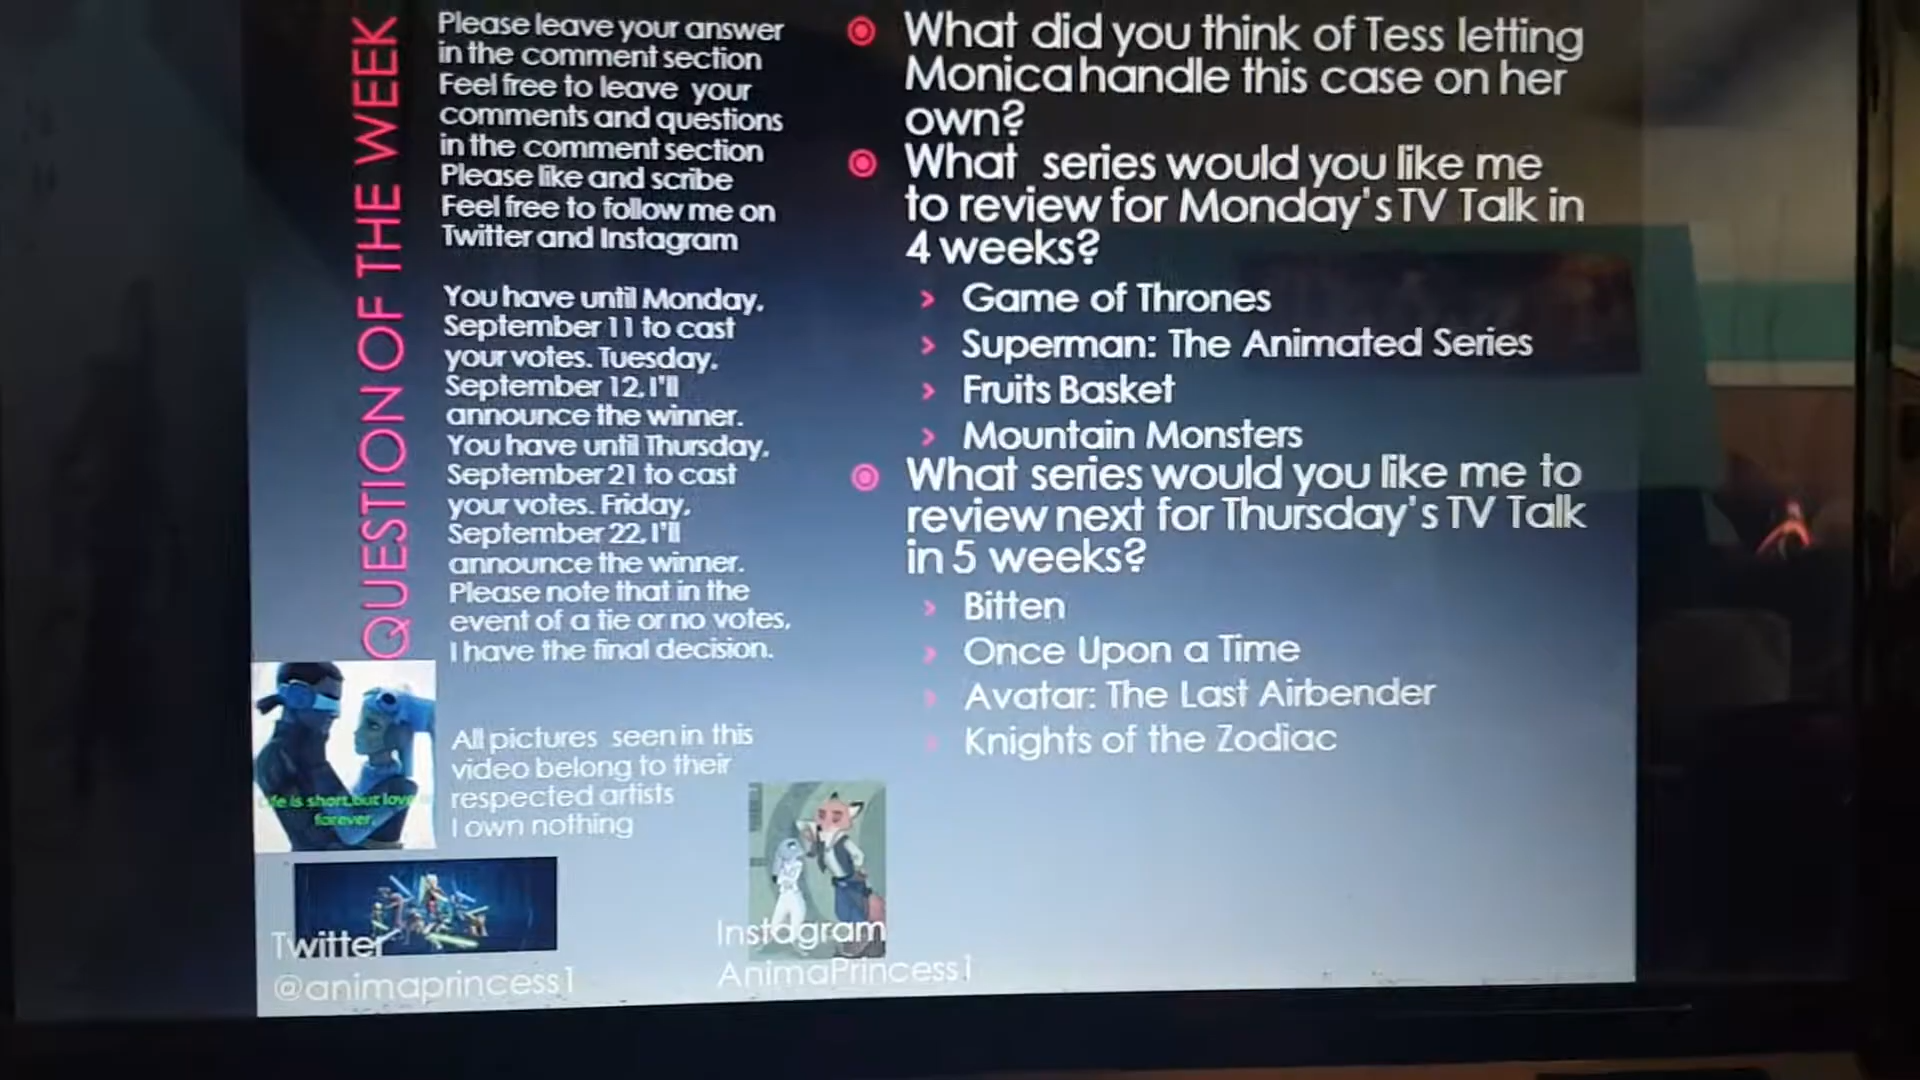 QUESTION OF THE WEEK
Please leave your answer
in the comment section
Feel free to leave your
comments and questions
in the comment section
Please like and scribe
Feel free to follow me on
Twitter and Instagram
You have until Monday,
September 11 to cast
your votes. Tuesday,
September 12, I'll
announce the winner.
You have until Thursday,
September 21 to cast
your votes. Friday,
September 22, I'll
announce the winner.
Please note that in the
event of a tie or no votes,
I have the final decision.
All pictures seen in this
video belong to their
respected artists
I own nothing
What did you think of Tess letting
Monica handle this case on her
own?
What series would you like me
to review for Monday's TV Talk in
4 weeks?
Game of Thrones
Superman: The Animated Series
Fruits Basket
Mountain Monsters
What series would you like me to
review next for Thursday's TV Talk
in 5 weeks?
Bitten
Once Upon a Time
Avatar: The Last Airbender
Knights of the Zodiac
is short, but love
forever.
Twitter
@animaprincess1
Instagram
AnimaPrincess1